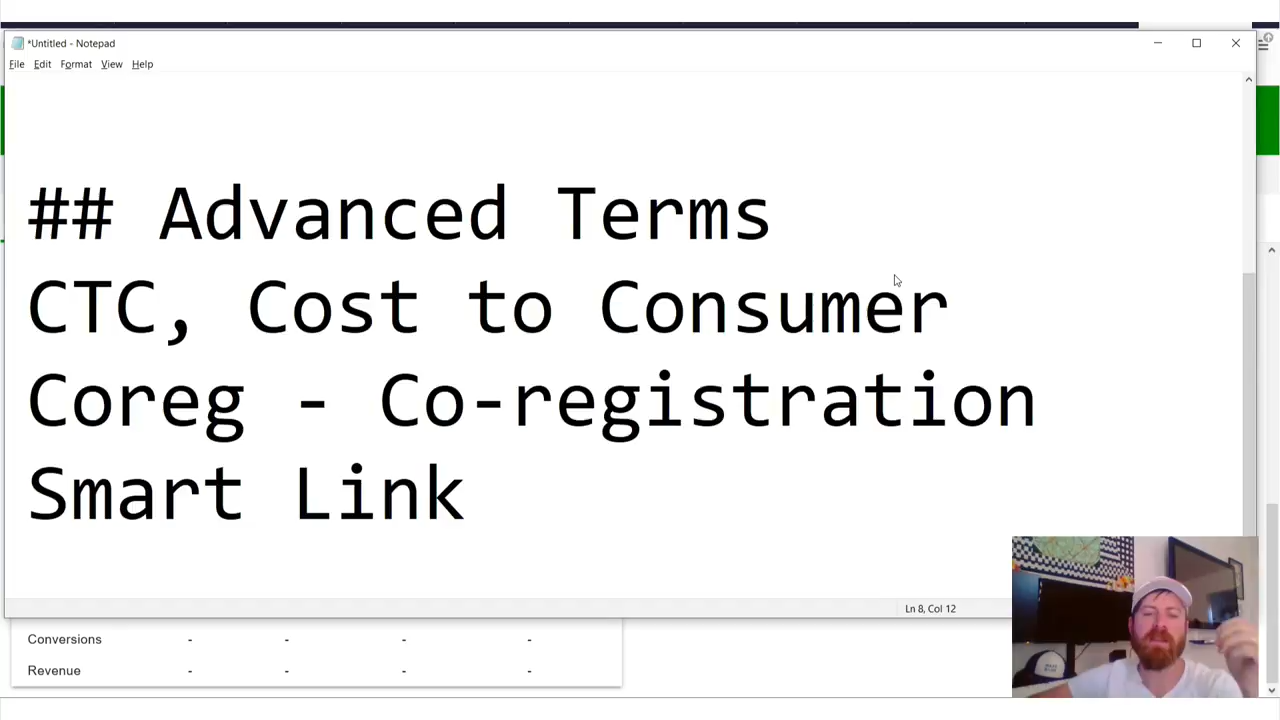 *Untitled - Notepad
File Edit Format View Help
## Advanced Terms
CTC, Cost to Consumer
Coreg - Co-registration
Smart Link
Ln 8, Col 12
Conversions - - - -
Revenue - - - -